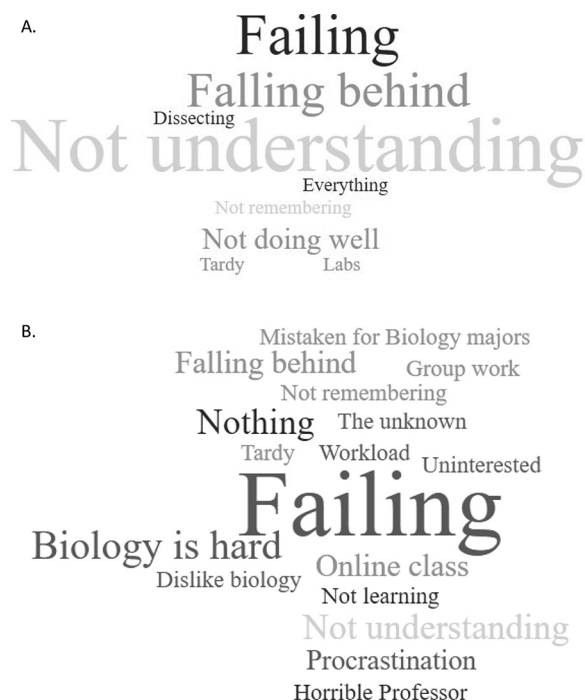 A.
Failing
Falling behind
Dissecting
Not understanding
Everything
Not remembering
Not doing well
Tardy Labs
B.
Mistaken for Biology majors
Falling behind Group work
Not remembering
Nothing The unknown
Tardy Workload Uninterested
Failing
Biology is hard
Online class
Dislike biology
Not learning
Not understanding
Procrastination
Horrible Professor